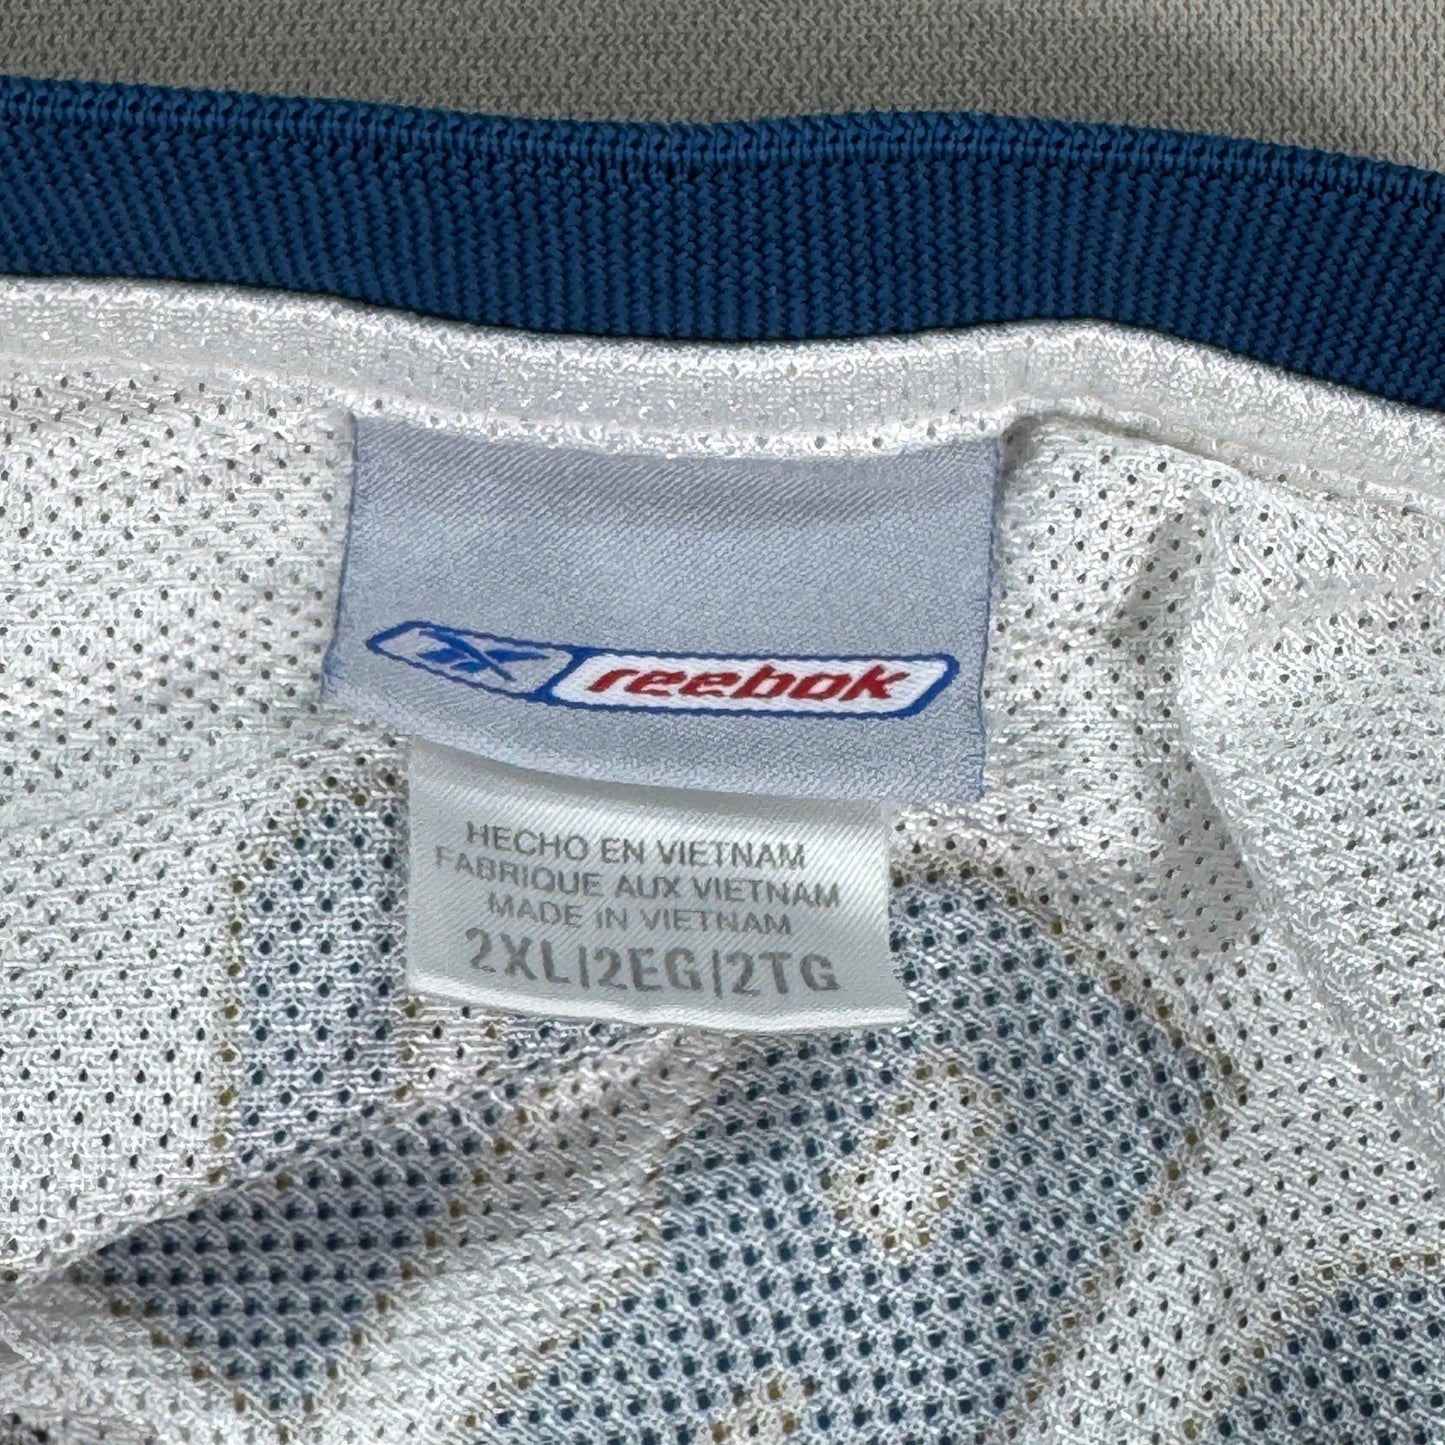 reebok
HECHO EN VIETNAM
FABRIQUE AUX VIETNAM
MADE IN VIETNAM
2XL|2EG|2TG